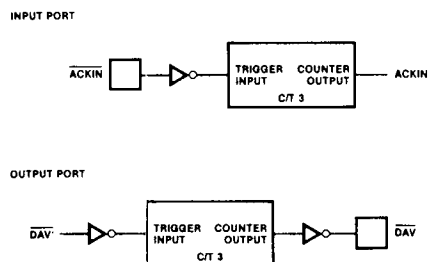 INPUT PORT
ACKIN
TRIGGER INPUT
COUNTER OUTPUT
C/T 3
ACKIN
OUTPUT PORT
DAV'
TRIGGER INPUT
COUNTER OUTPUT
C/T 3
DAV